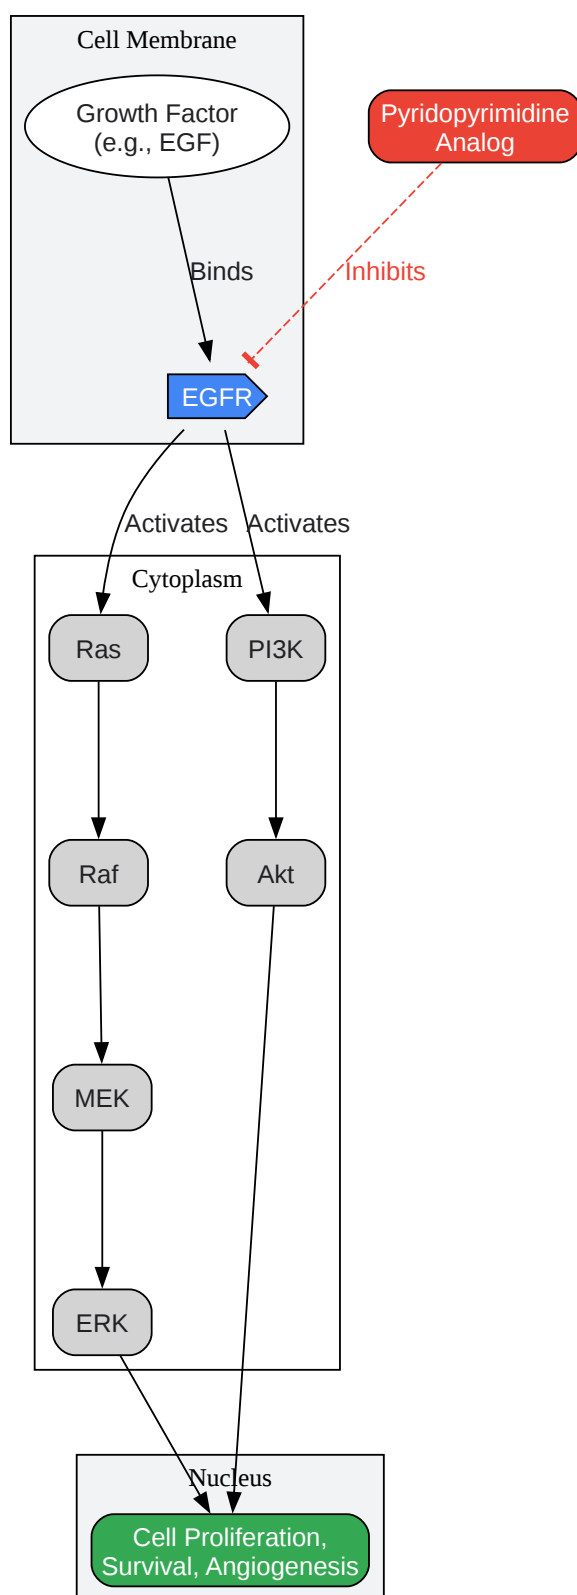 Cell Membrane
Growth Factor
(e.g., EGF)
Pyridopyrimidine
Analog
Binds
Inhibits
EGFR
Activates
Activates
Cytoplasm
Ras
PI3K
Raf
Akt
MEK
ERK
Nucleus
Cell Proliferation,
Survival, Angiogenesis